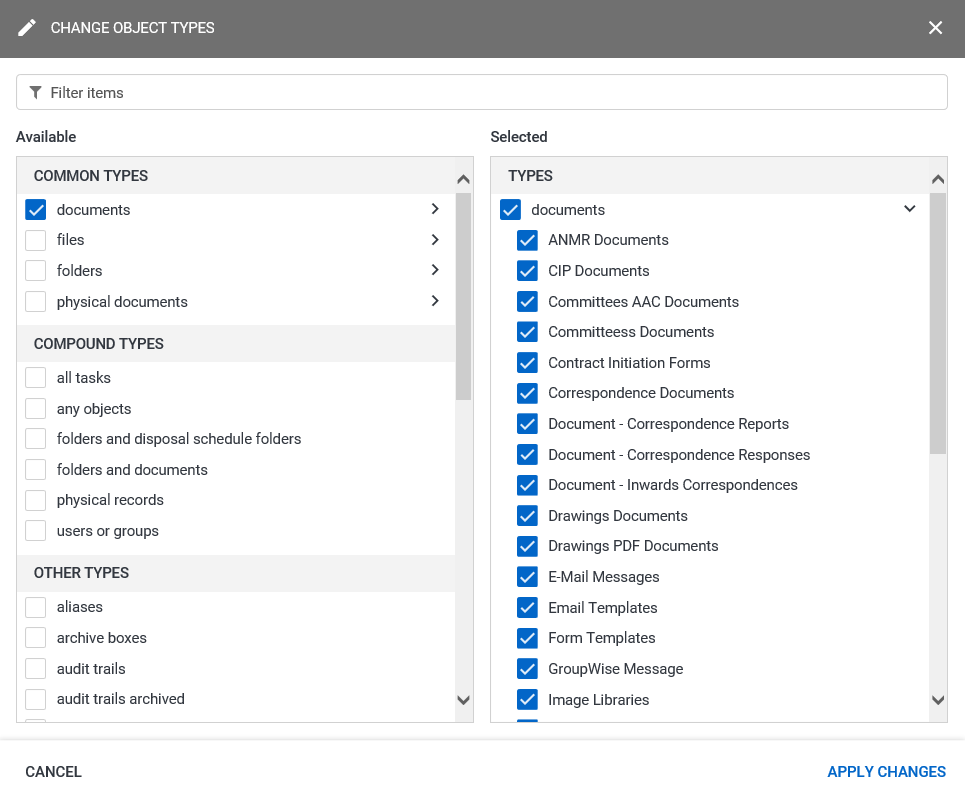 CHANGE OBJECT TYPES
Filter items
Available
COMMON TYPES
documents
files
folders
physical documents
COMPOUND TYPES
all tasks
any objects
folders and disposal schedule folders
folders and documents
physical records
users or groups
OTHER TYPES
aliases
archive boxes
audit trails
audit trails archived
Selected
TYPES
documents
ANMR Documents
CIP Documents
Committees AAC Documents
Committeess Documents
Contract Initiation Forms
Correspondence Documents
Document - Correspondence Reports
Document - Correspondence Responses
Document - Inwards Correspondences
Drawings Documents
Drawings PDF Documents
E-Mail Messages
Email Templates
Form Templates
GroupWise Message
Image Libraries
CANCEL
APPLY CHANGES